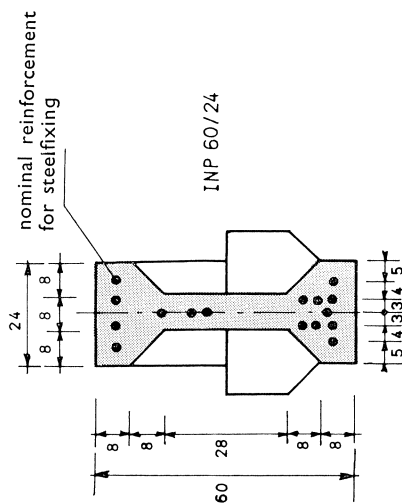 nominal reinforcement
for steelfixing
24
8 8 8
INP 60/24
8
8
28
8
8
60
5 4 3 3 4 5